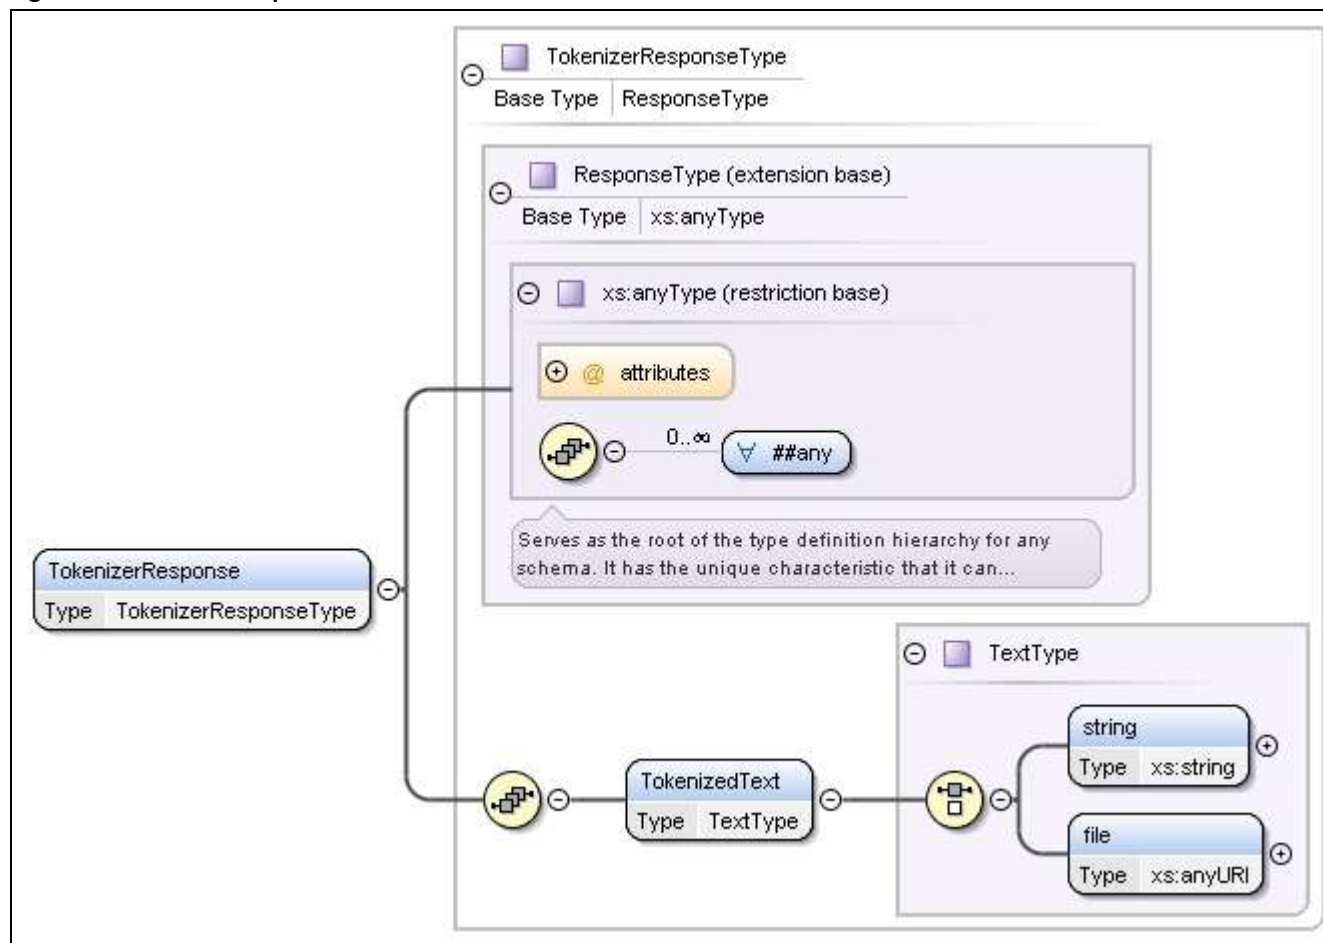 TokenizerResponseType
Base Type ResponseType
ResponseType (extension base)
Base Type xs:anyType
xs:anyType (restriction base)
@ attributes
0..∞
∀ ##any
Serves as the root of the type definition hierarchy for any
schema. It has the unique characteristic that it can...
TokenizerResponse
Type TokenizerResponseType
TextType
string
Type xs:string
TokenizedText
Type TextType
file
Type xs:anyURI